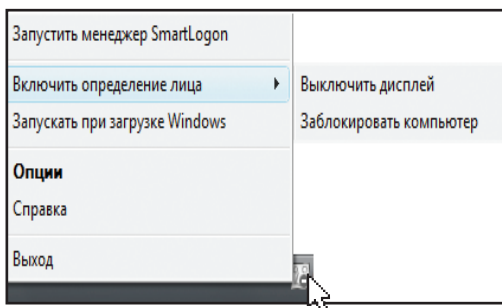 Запустить менеджер SmartLogon
Включить определение лица
Запускать при загрузке Windows
Опции
Справка
Выход
Выключить дисплей
Заблокировать компьютер